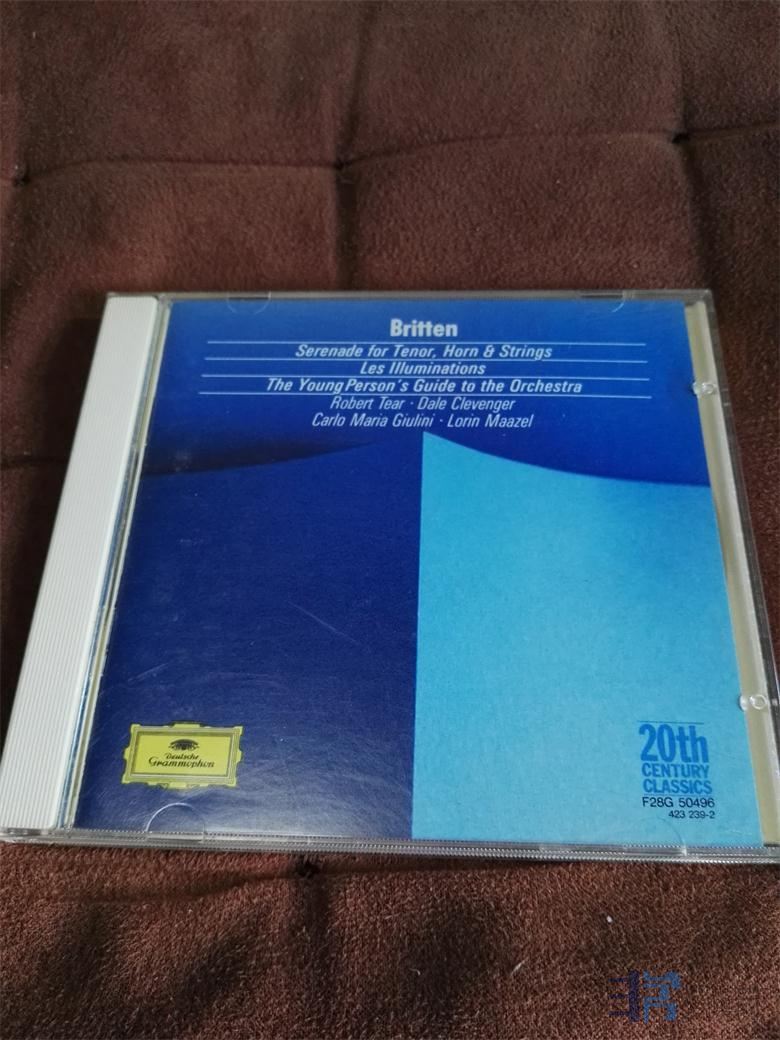 Britten
Serenade for Tenor, Horn & Strings
Les Illuminations
The Young Person's Guide to the Orchestra
Robert Tear · Dale Clevenger
Carlo Maria Giulini · Lorin Maazel
Deutsche
Grammophon
20th
CENTURY
CLASSICS
F28G 50496
423 239-2